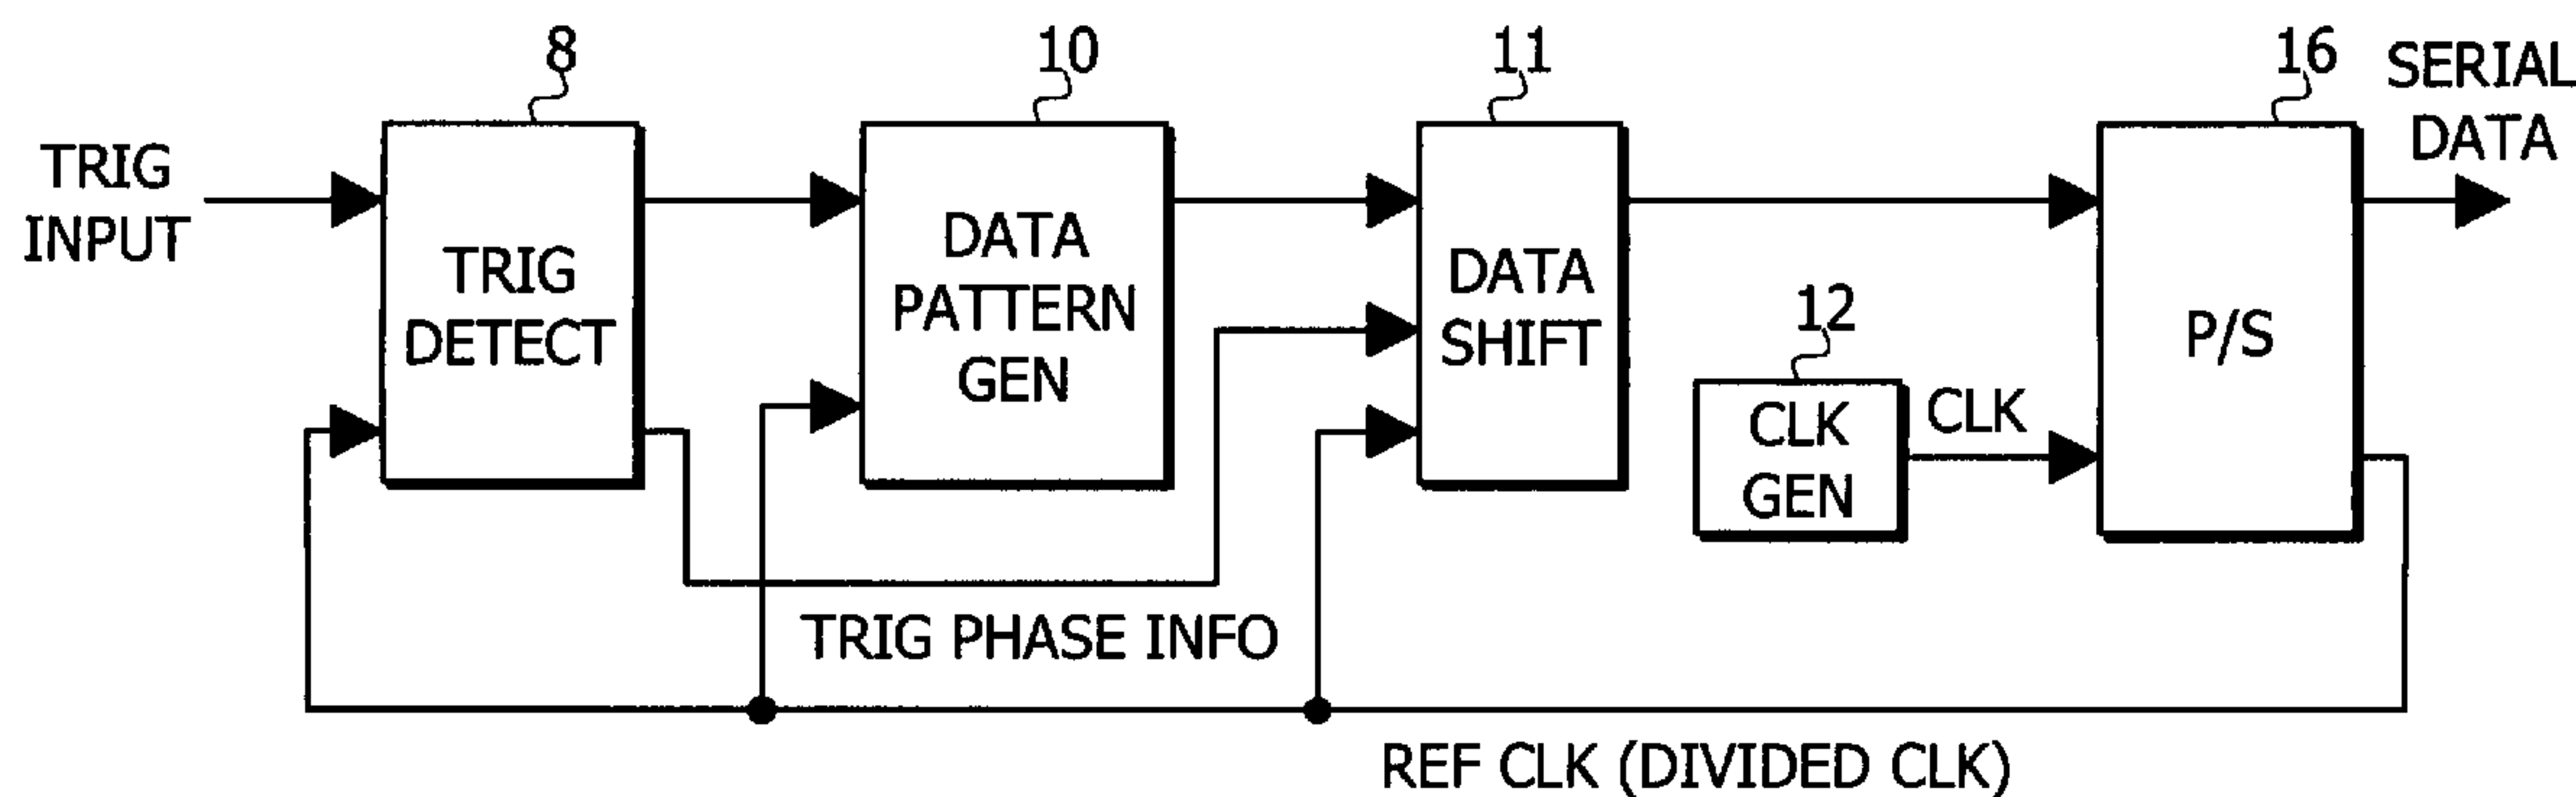 8
10
11
16
SERIAL
DATA
TRIG
INPUT
TRIG
DETECT
DATA
PATTERN
GEN
DATA
SHIFT
12
CLK
GEN
CLK
P/S
TRIG PHASE INFO
REF CLK (DIVIDED CLK)